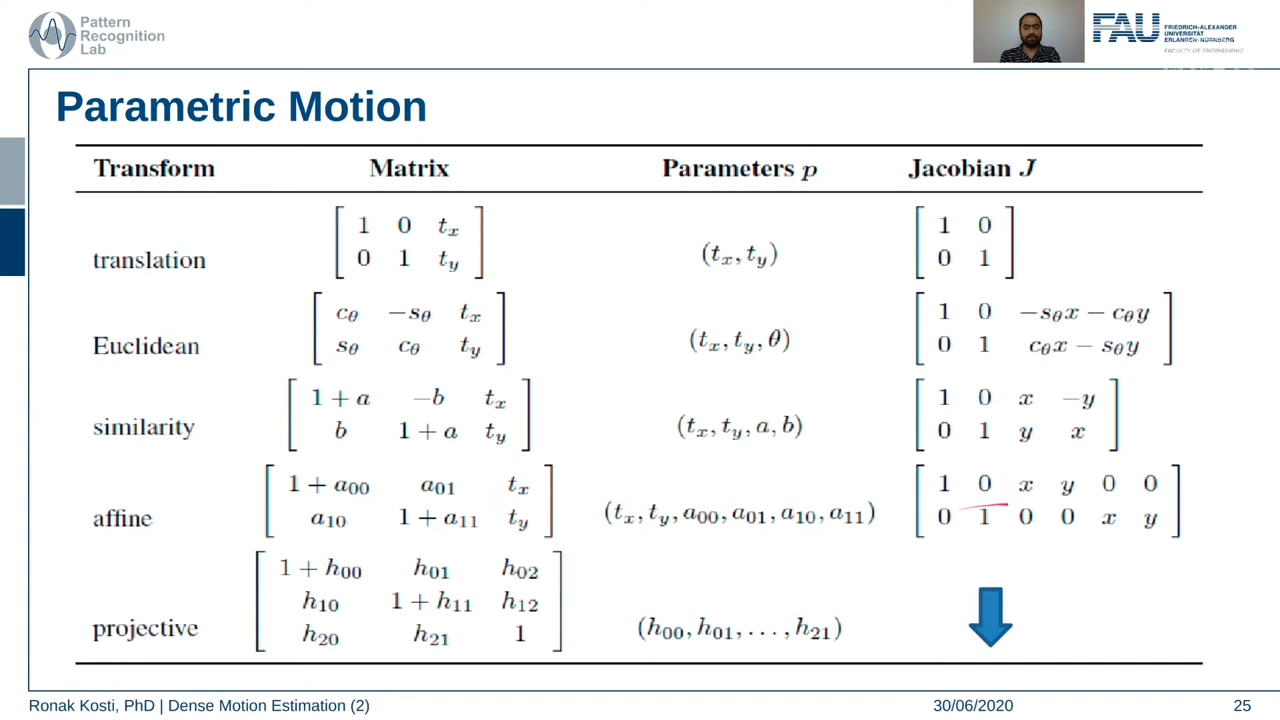 Pattern
Recognition
Lab
FAU FRIEDRICH-ALEXANDER
UNIVERSITÄT
ERLANGEN-NÜRNBERG
FACULTY OF ENGINEERING
Parametric Motion
Transform Matrix Parameters p Jacobian J
translation [ 1 0 t_x ; 0 1 t_y ] (t_x, t_y) [ 1 0 ; 0 1 ]
Euclidean [ c_θ −s_θ t_x ; s_θ c_θ t_y ] (t_x, t_y, θ) [ 1 0 −s_θx − c_θy ; 0 1 c_θx − s_θy ]
similarity [ 1 + a −b t_x ; b 1 + a t_y ] (t_x, t_y, a, b) [ 1 0 x −y ; 0 1 y x ]
affine [ 1 + a_00 a_01 t_x ; a_10 1 + a_11 t_y ] (t_x, t_y, a_00, a_01, a_10, a_11) [ 1 0 x y 0 0 ; 0 1 0 0 x y ]
projective [ 1 + h_00 h_01 h_02 ; h_10 1 + h_11 h_12 ; h_20 h_21 1 ] (h_00, h_01, . . . , h_21)
Ronak Kosti, PhD | Dense Motion Estimation (2) 30/06/2020 25